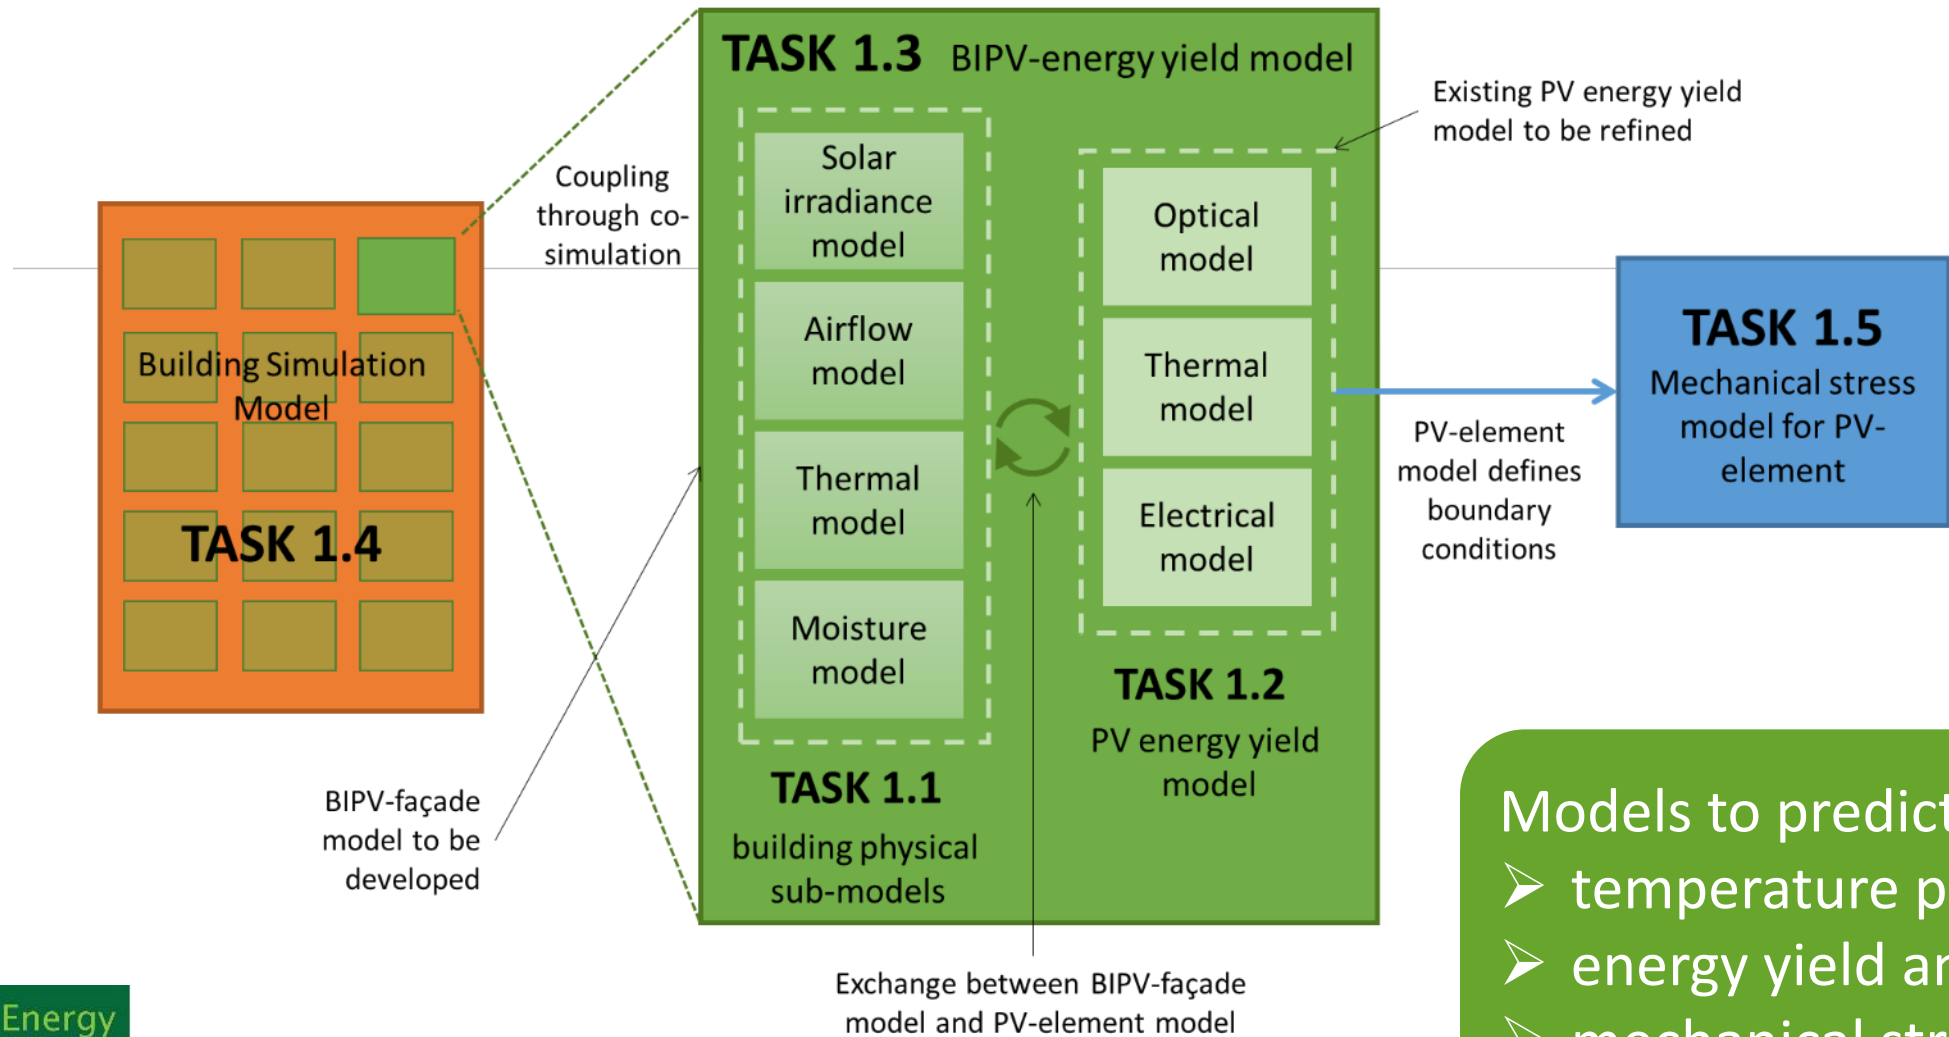 TASK 1.3 BIPV-energy yield model
Existing PV energy yield
model to be refined
Coupling
through co-
simulation
Solar
irradiance
model
Airflow
model
Thermal
model
Moisture
model
Optical
model
Thermal
model
Electrical
model
TASK 1.1
building physical
sub-models
TASK 1.2
PV energy yield
model
Building Simulation
Model
TASK 1.4
TASK 1.5
Mechanical stress
model for PV-
element
PV-element
model defines
boundary
conditions
BIPV-façade
model to be
developed
Exchange between BIPV-façade
model and PV-element model
Models to predict
temperature
energy yield
Energy